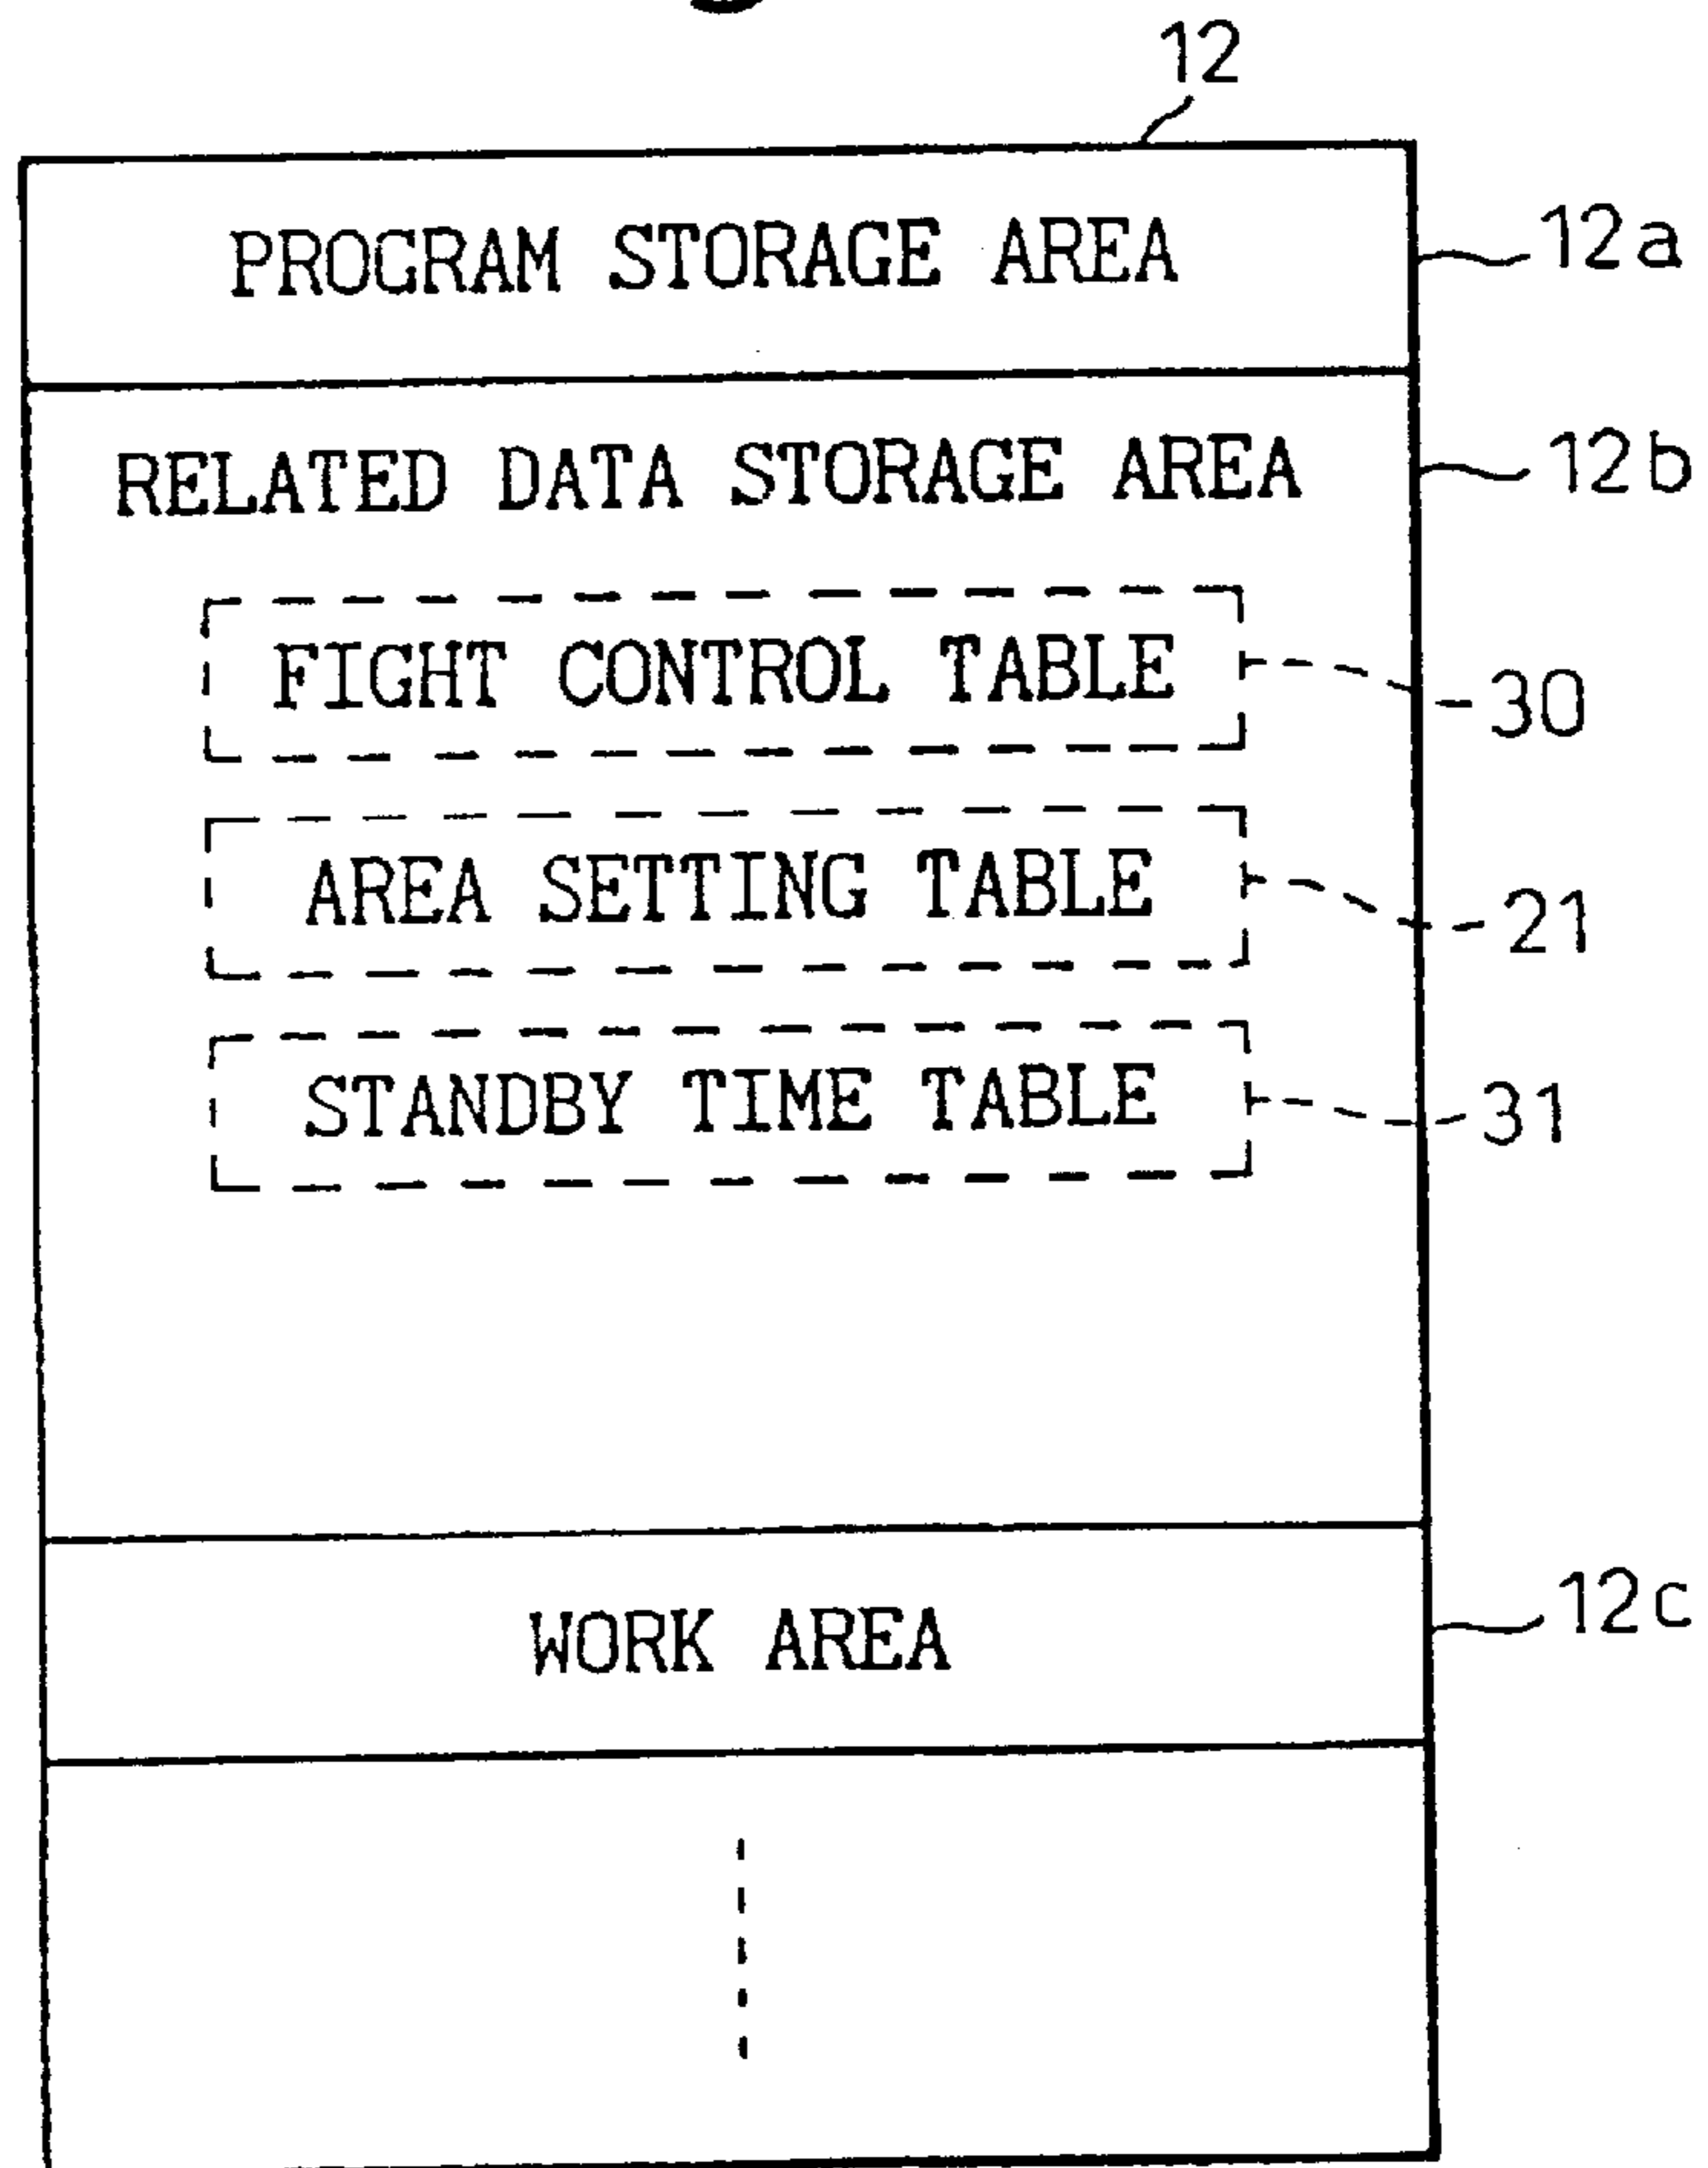 12
PROGRAM STORAGE AREA 12a
RELATED DATA STORAGE AREA 12b
FIGHT CONTROL TABLE 30
AREA SETTING TABLE 21
STANDBY TIME TABLE 31
WORK AREA 12c